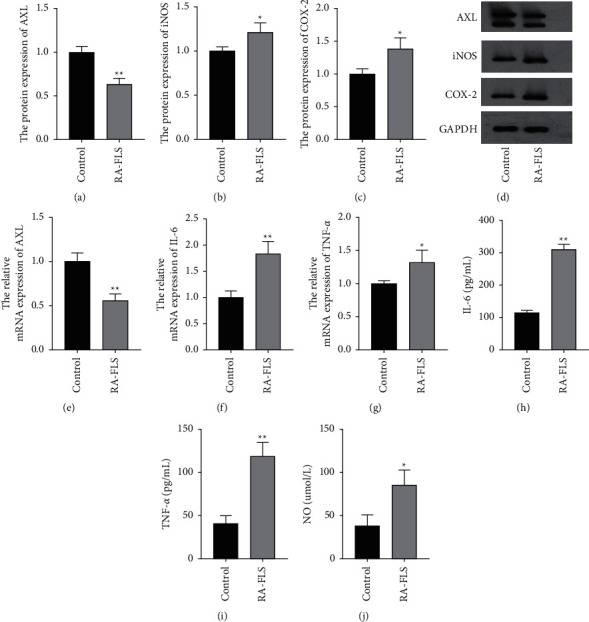 The protein expression of AXL
1.5
1.0
0.5
0.0
**
Control
RA-FLS
(a)
The protein expression of iNOS
1.5
1.0
0.5
0.0
*
Control
RA-FLS
(b)
The protein expression of COX-2
2.0
1.5
1.0
0.5
0.0
*
Control
RA-FLS
(c)
AXL
iNOS
COX-2
GAPDH
Control
RA-FLS
(d)
The relative
mRNA expression of AXL
1.5
1.0
0.5
0.0
**
Control
RA-FLS
(e)
The relative
mRNA expression of IL-6
2.5
2.0
1.5
1.0
0.5
0.0
**
Control
RA-FLS
(f)
The relative
mRNA expression of TNF-α
2.0
1.5
1.0
0.5
0.0
*
Control
RA-FLS
(g)
IL-6 (pg/mL)
400
300
200
100
0
**
Control
RA-FLS
(h)
TNF-α (pg/mL)
150
100
50
0
**
Control
RA-FLS
(i)
NO (umol/L)
150
100
50
0
*
Control
RA-FLS
(j)